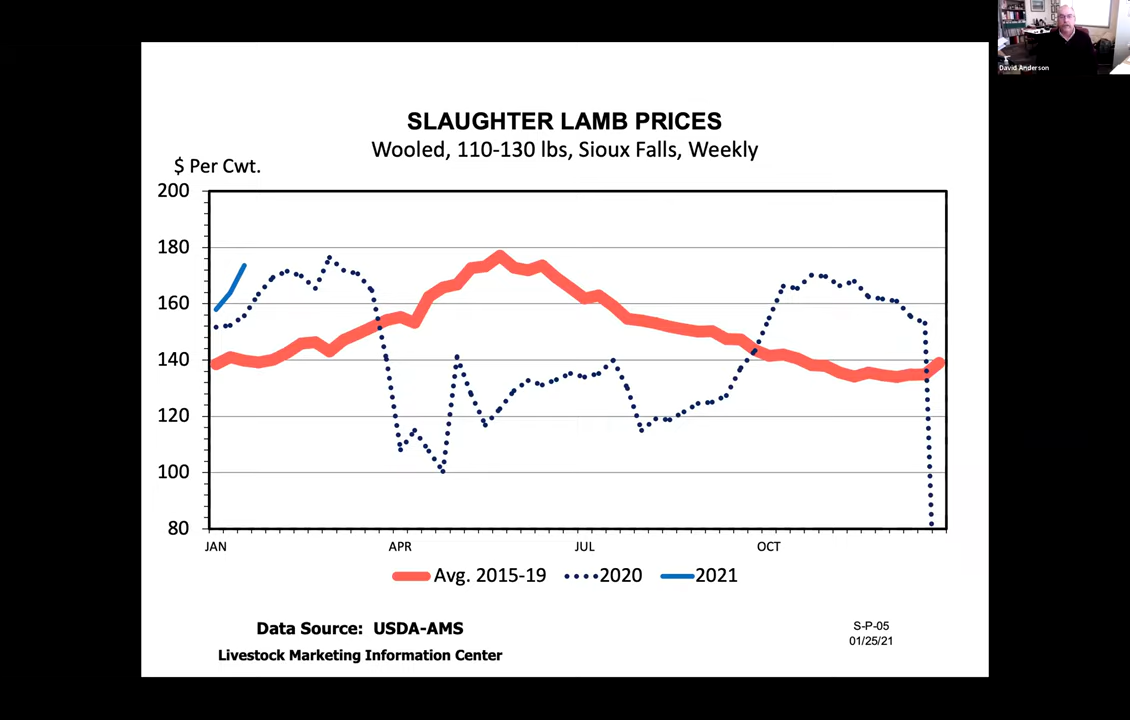 David Anderson
SLAUGHTER LAMB PRICES
Wooled, 110-130 lbs, Sioux Falls, Weekly
$ Per Cwt.
200
180
160
140
120
100
80
JAN APR JUL OCT
Avg. 2015-19 2020 2021
Data Source: USDA-AMS
Livestock Marketing Information Center
S-P-05
01/25/21